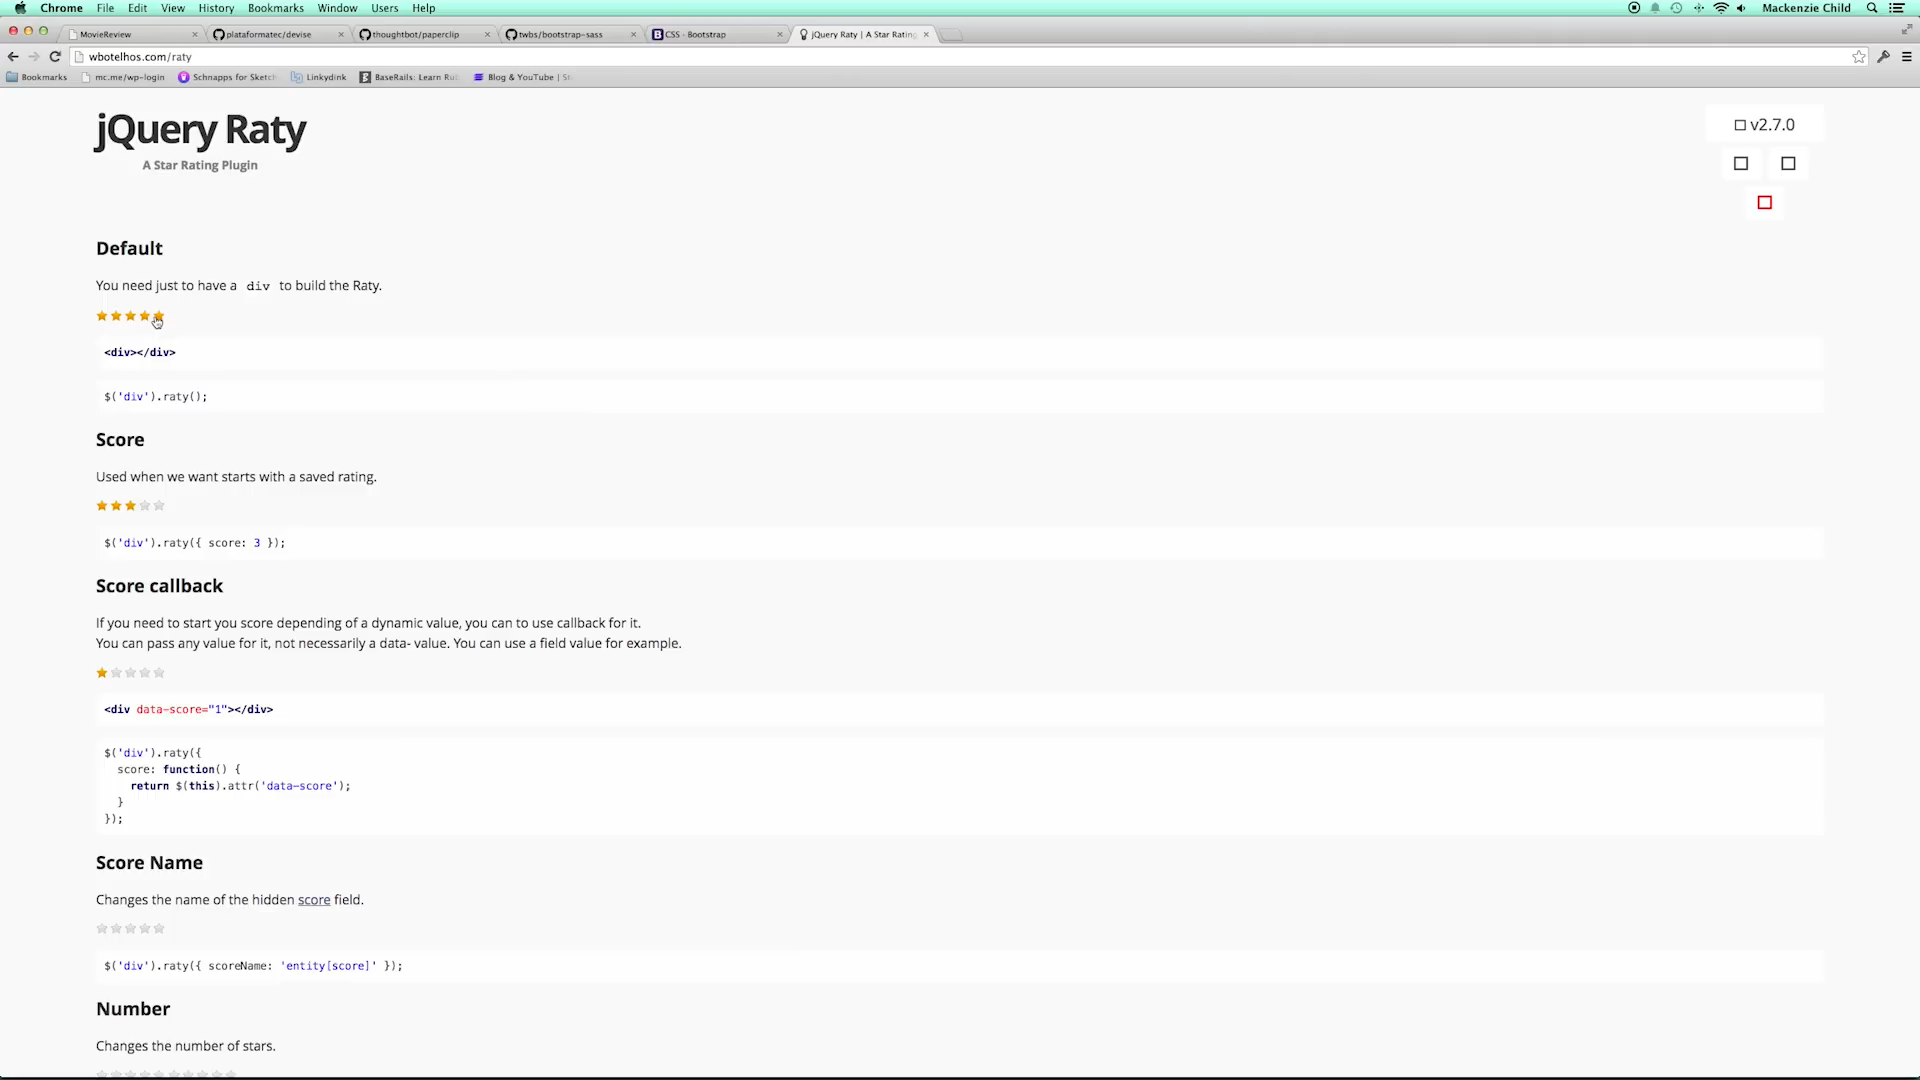 Chrome File Edit View History Bookmarks Window Users Help Mackenzie Child
MovieReview plataformatec/devise thoughtbot/paperclip twbs/bootstrap-sass CSS · Bootstrap jQuery Raty | A Star Rating
wbotelhos.com/raty
Bookmarks mc.me/wp-login Schnapps for Sketch Linkydink BaseRails: Learn Blog & YouTube |
jQuery Raty
A Star Rating Plugin
v2.7.0
Default
You need just to have a div to build the Raty.
<div></div>
$('div').raty();
Score
Used when we want starts with a saved rating.
$('div').raty({ score: 3 });
Score callback
If you need to start you score depending of a dynamic value, you can to use callback for it.
You can pass any value for it, not necessarily a data- value. You can use a field value for example.
<div data-score="1"></div>
$('div').raty({
score: function() {
return $(this).attr('data-score');
}
});
Score Name
Changes the name of the hidden score field.
$('div').raty({ scoreName: 'entity[score]' });
Number
Changes the number of stars.